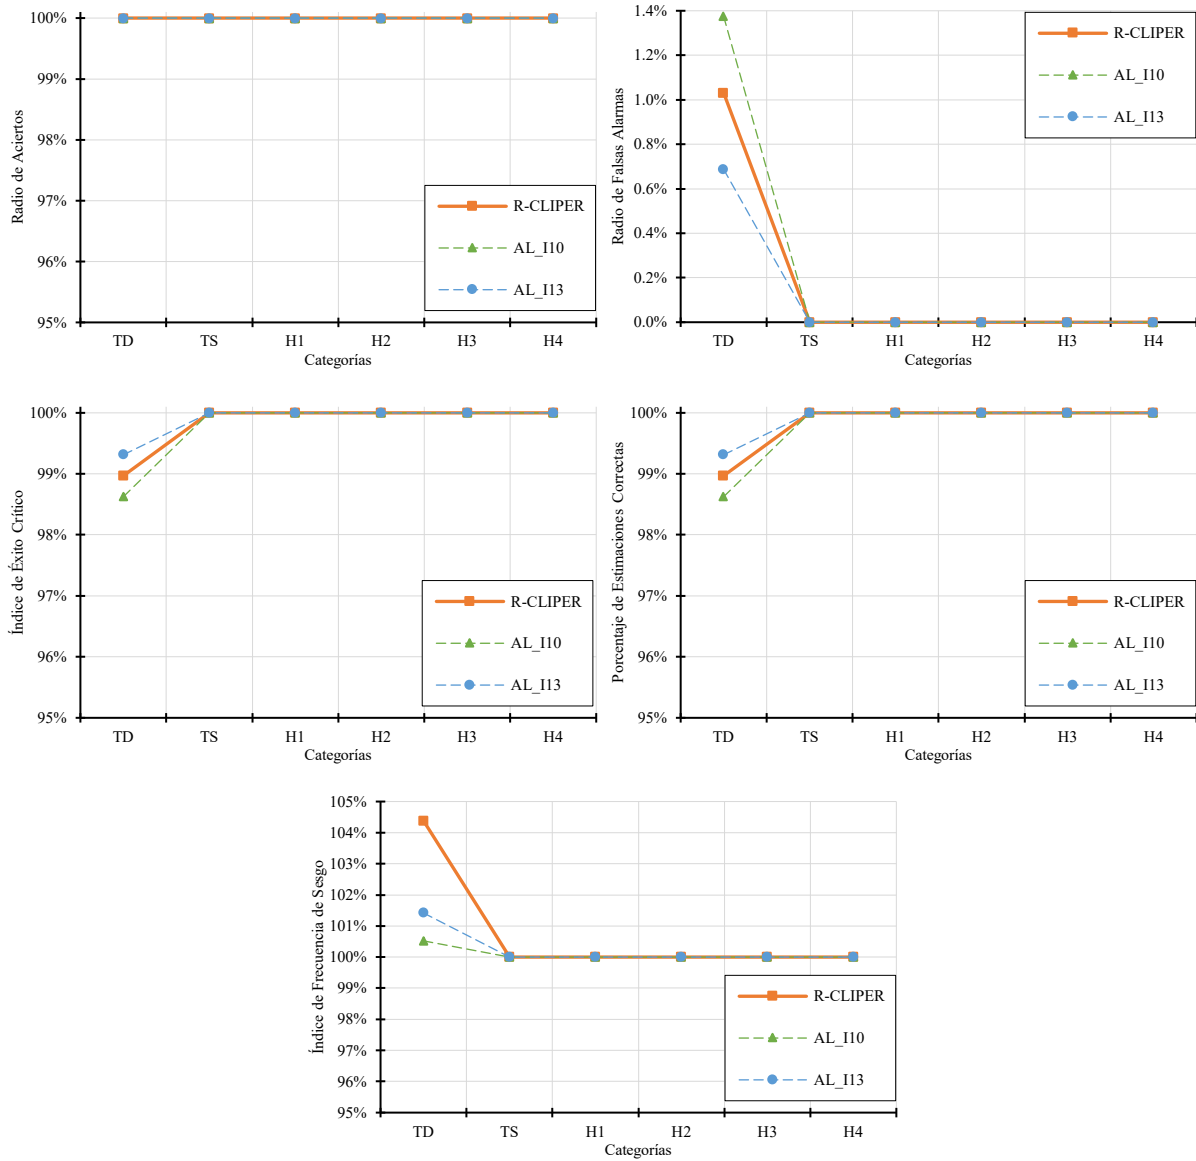 100%
99%
98%
97%
96%
95%
Radio de Aciertos
TD TS H1 H2 H3 H4
Categorías
R-CLIPER
AL_I10
AL_I13
1.4%
1.2%
1.0%
0.8%
0.6%
0.4%
0.2%
0.0%
Radio de Falsas Alarmas
TD TS H1 H2 H3 H4
Categorías
R-CLIPER
AL_I10
AL_I13
100%
99%
98%
97%
96%
95%
Índice de Éxito Crítico
TD TS H1 H2 H3 H4
Categorías
R-CLIPER
AL_I10
AL_I13
100%
99%
98%
97%
96%
95%
Porcentaje de Estimaciones Correctas
TD TS H1 H2 H3 H4
Categorías
R-CLIPER
AL_I10
AL_I13
105%
104%
103%
102%
101%
100%
99%
98%
97%
96%
95%
Índice de Frecuencia de Sesgo
TD TS H1 H2 H3 H4
Categorías
R-CLIPER
AL_I10
AL_I13